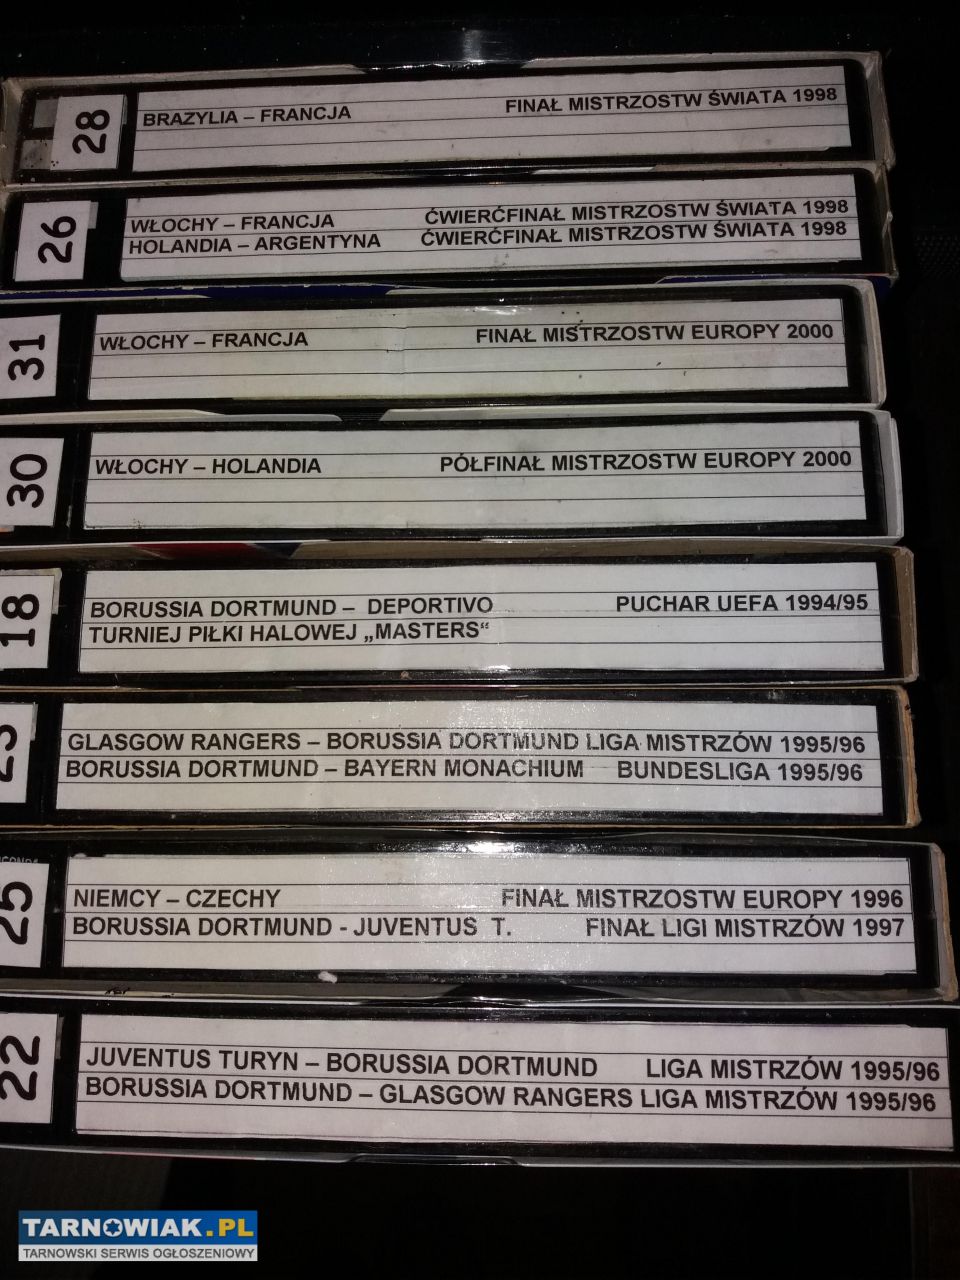 28
BRAZYLIA – FRANCJA FINAŁ MISTRZOSTW ŚWIATA 1998
26
WŁOCHY – FRANCJA ĆWIERĆFINAŁ MISTRZOSTW ŚWIATA 1998
HOLANDIA – ARGENTYNA ĆWIERĆFINAŁ MISTRZOSTW ŚWIATA 1998
31
WŁOCHY – FRANCJA FINAŁ MISTRZOSTW EUROPY 2000
30
WŁOCHY – HOLANDIA PÓŁFINAŁ MISTRZOSTW EUROPY 2000
18
BORUSSIA DORTMUND – DEPORTIVO PUCHAR UEFA 1994/95
TURNIEJ PIŁKI HALOWEJ „MASTERS“
23
GLASGOW RANGERS – BORUSSIA DORTMUND LIGA MISTRZÓW 1995/96
BORUSSIA DORTMUND – BAYERN MONACHIUM BUNDESLIGA 1995/96
25
NIEMCY – CZECHY FINAŁ MISTRZOSTW EUROPY 1996
BORUSSIA DORTMUND - JUVENTUS T. FINAŁ LIGI MISTRZÓW 1997
22
JUVENTUS TURYN – BORUSSIA DORTMUND LIGA MISTRZÓW 1995/96
BORUSSIA DORTMUND – GLASGOW RANGERS LIGA MISTRZÓW 1995/96
TARNOWIAK.PL
TARNOWSKI SERWIS OGŁOSZENIOWY